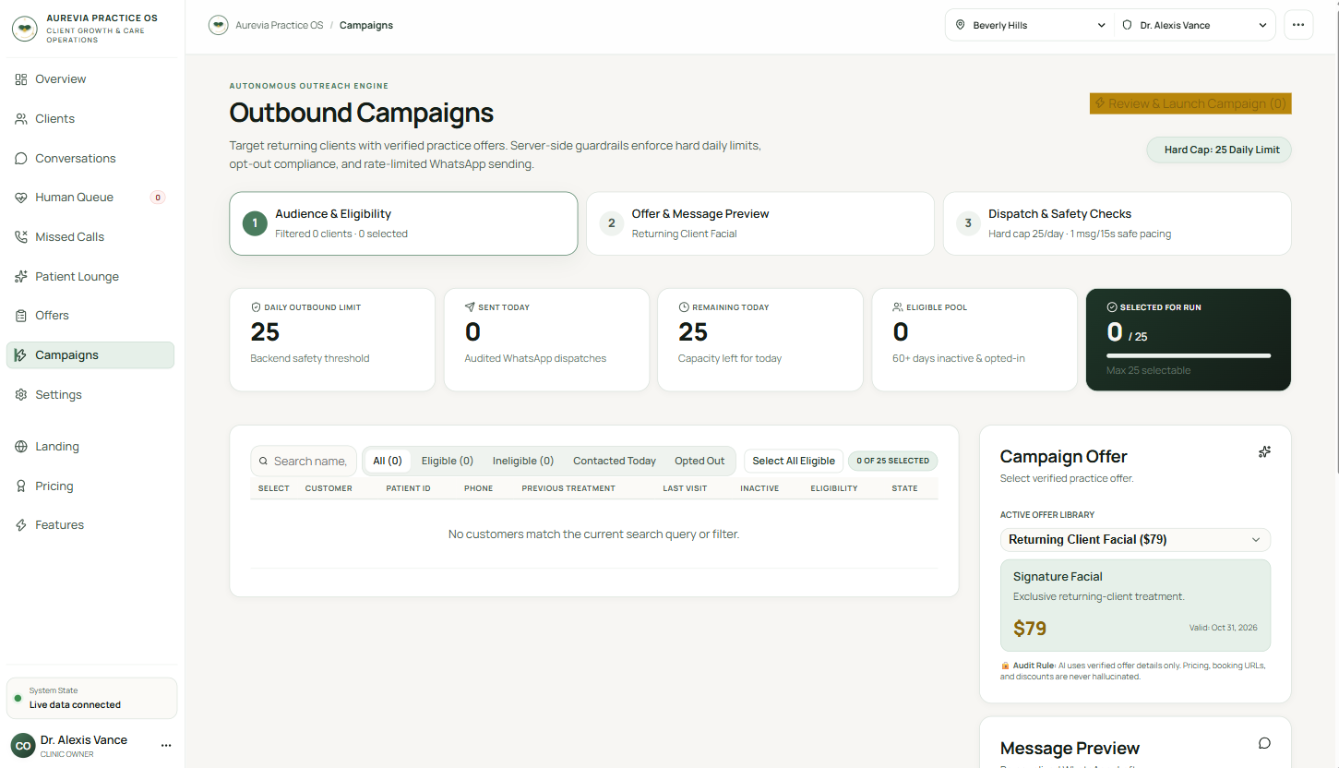 AUREVIA PRACTICE OS
CLIENT GROWTH & CARE
OPERATIONS
Overview
Clients
Conversations
Human Queue 0
Missed Calls
Patient Lounge
Offers
Campaigns
Settings
Landing
Pricing
Features
System State
Live data connected
CO
Dr. Alexis Vance
CLINIC OWNER
Aurevia Practice OS / Campaigns
Beverly Hills
Dr. Alexis Vance
AUTONOMOUS OUTREACH ENGINE
Outbound Campaigns
Target returning clients with verified practice offers. Server-side guardrails enforce hard daily limits,
opt-out compliance, and rate-limited WhatsApp sending.
Review & Launch Campaign (0)
Hard Cap: 25 Daily Limit
1
Audience & Eligibility
Filtered 0 clients · 0 selected
2
Offer & Message Preview
Returning Client Facial
3
Dispatch & Safety Checks
Hard cap 25/day · 1 msg/15s safe pacing
DAILY OUTBOUND LIMIT
25
Backend safety threshold
SENT TODAY
0
Audited WhatsApp dispatches
REMAINING TODAY
25
Capacity left for today
ELIGIBLE POOL
0
60+ days inactive & opted-in
SELECTED FOR RUN
0 / 25
Max 25 selectable
Search name,
All (0)
Eligible (0)
Ineligible (0)
Contacted Today
Opted Out
Select All Eligible
0 OF 25 SELECTED
SELECT CUSTOMER PATIENT ID PHONE PREVIOUS TREATMENT LAST VISIT INACTIVE ELIGIBILITY STATE
No customers match the current search query or filter.
Campaign Offer
Select verified practice offer.
ACTIVE OFFER LIBRARY
Returning Client Facial ($79)
Signature Facial
Exclusive returning-client treatment.
$79
Valid: Oct 31, 2026
Audit Rule: AI uses verified offer details only. Pricing, booking URLs,
and discounts are never hallucinated.
Message Preview